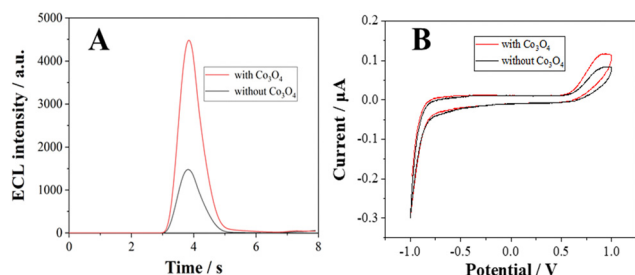 A
ECL intensity / a.u.
5000
4000
3000
2000
1000
0
with Co₃O₄
without Co₃O₄
0 2 4 6 8
Time / s
B
Current / μA
0.2
0.1
0.0
-0.1
-0.2
-0.3
with Co₃O₄
without Co₃O₄
-1.0 -0.5 0.0 0.5 1.0
Potential / V